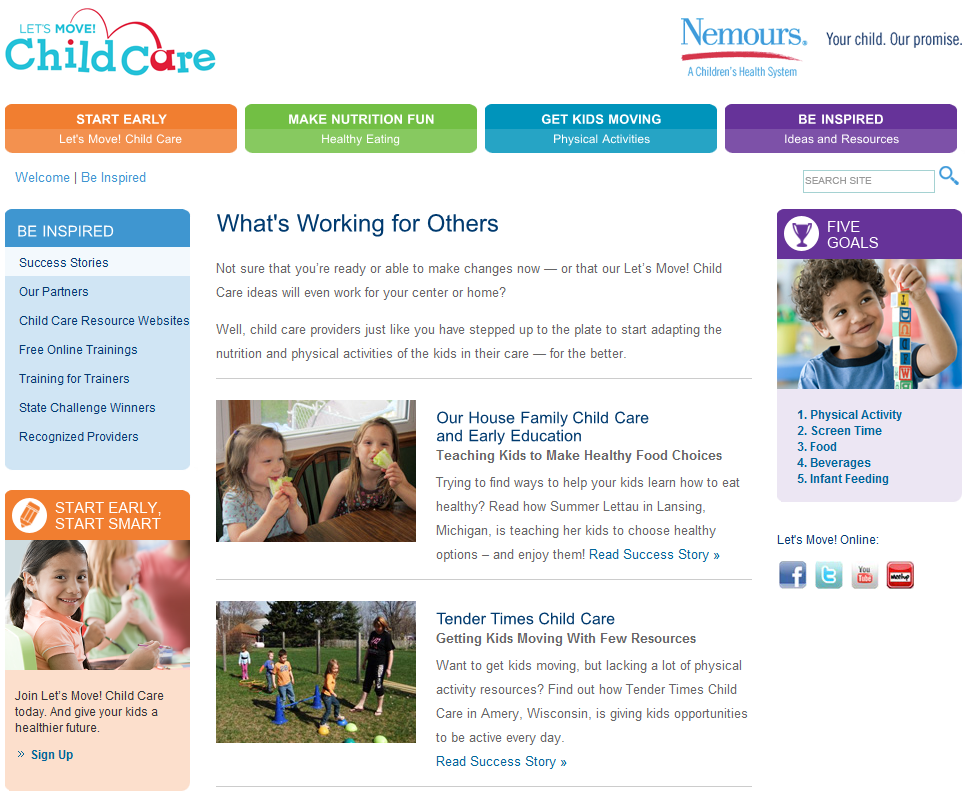 LET'S MOVE!
Child Care
Nemours.
A Children's Health System
Your child. Our promise.
START EARLY
Let's Move! Child Care
MAKE NUTRITION FUN
Healthy Eating
GET KIDS MOVING
Physical Activities
BE INSPIRED
Ideas and Resources
Welcome | Be Inspired
SEARCH SITE
BE INSPIRED
Success Stories
Our Partners
Child Care Resource Websites
Free Online Trainings
Training for Trainers
State Challenge Winners
Recognized Providers
START EARLY,
START SMART
Join Let's Move! Child Care
today. And give your kids a
healthier future.
» Sign Up
What's Working for Others
Not sure that you're ready or able to make changes now — or that our Let's Move! Child
Care ideas will even work for your center or home?
Well, child care providers just like you have stepped up to the plate to start adapting the
nutrition and physical activities of the kids in their care — for the better.
Our House Family Child Care
and Early Education
Teaching Kids to Make Healthy Food Choices
Trying to find ways to help your kids learn how to eat
healthy? Read how Summer Lettau in Lansing,
Michigan, is teaching her kids to choose healthy
options – and enjoy them! Read Success Story »
Tender Times Child Care
Getting Kids Moving With Few Resources
Want to get kids moving, but lacking a lot of physical
activity resources? Find out how Tender Times Child
Care in Amery, Wisconsin, is giving kids opportunities
to be active every day.
Read Success Story »
FIVE
GOALS
1. Physical Activity
2. Screen Time
3. Food
4. Beverages
5. Infant Feeding
Let's Move! Online:
You
Tube
meetup